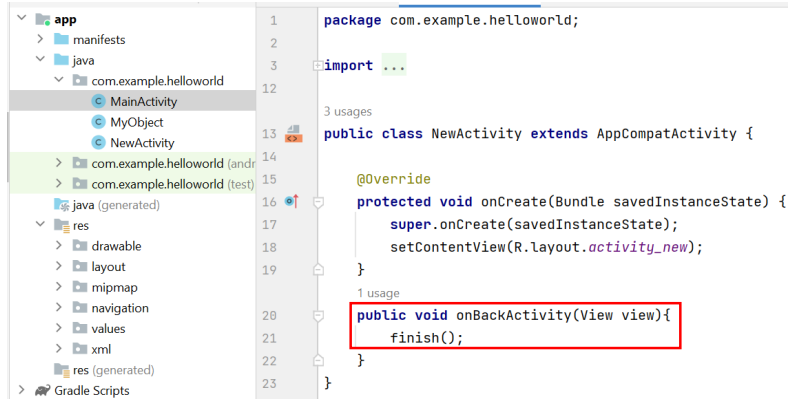 app
manifests
java
com.example.helloworld
MainActivity
MyObject
NewActivity
com.example.helloworld (andr
com.example.helloworld (test)
java (generated)
res
drawable
layout
mipmap
navigation
values
xml
res (generated)
Gradle Scripts
1 package com.example.helloworld;
2
3 import ...
12
3 usages
13 public class NewActivity extends AppCompatActivity {
14
15 @Override
16 protected void onCreate(Bundle savedInstanceState) {
17 super.onCreate(savedInstanceState);
18 setContentView(R.layout.activity_new);
19 }
1 usage
20 public void onBackActivity(View view){
21 finish();
22 }
23 }